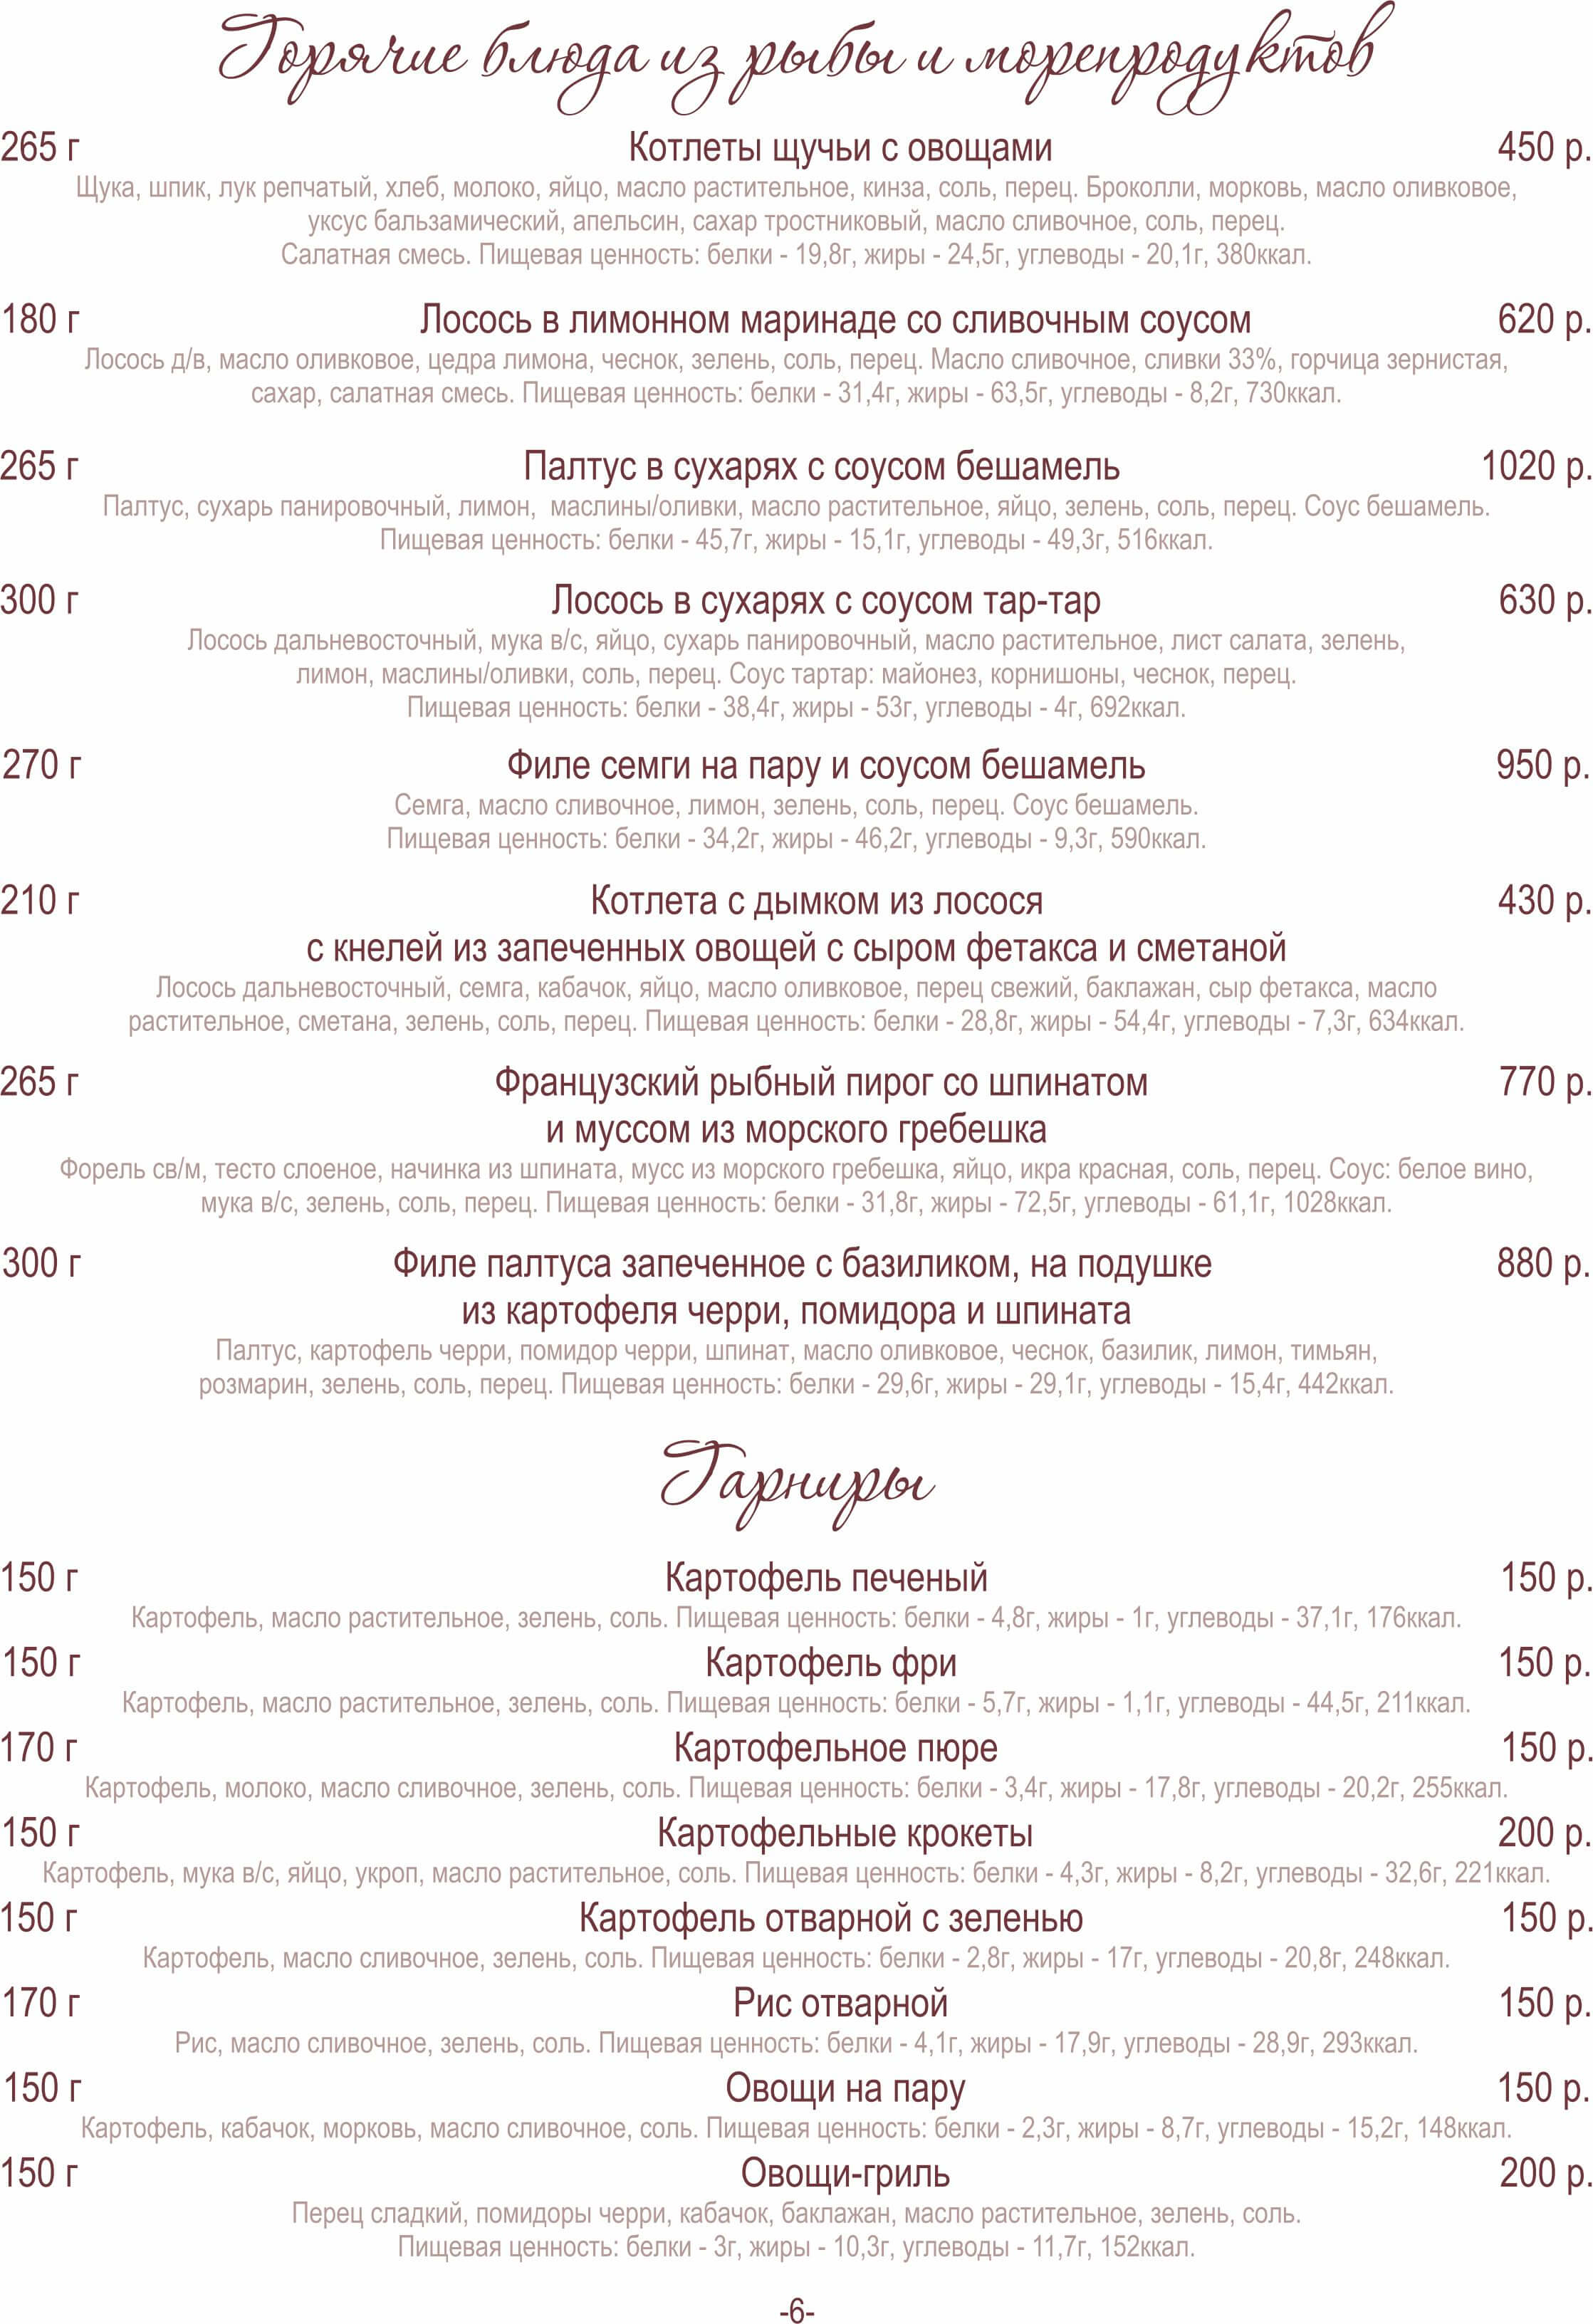 Горячие блюда из рыбы и морепродуктов
265 г Котлеты щучьи с овощами 450 р.
Щука, шпик, лук репчатый, хлеб, молоко, яйцо, масло растительное, кинза, соль, перец. Броколли, морковь, масло оливковое,
уксус бальзамический, апельсин, сахар тростниковый, масло сливочное, соль, перец.
Салатная смесь. Пищевая ценность: белки - 19,8г, жиры - 24,5г, углеводы - 20,1г, 380ккал.
180 г Лосось в лимонном маринаде со сливочным соусом 620 р.
Лосось д/в, масло оливковое, цедра лимона, чеснок, зелень, соль, перец. Масло сливочное, сливки 33%, горчица зернистая,
сахар, салатная смесь. Пищевая ценность: белки - 31,4г, жиры - 63,5г, углеводы - 8,2г, 730ккал.
265 г Палтус в сухарях с соусом бешамель 1020 р.
Палтус, сухарь панировочный, лимон, маслины/оливки, масло растительное, яйцо, зелень, соль, перец. Соус бешамель.
Пищевая ценность: белки - 45,7г, жиры - 15,1г, углеводы - 49,3г, 516ккал.
300 г Лосось в сухарях с соусом тар-тар 630 р.
Лосось дальневосточный, мука в/с, яйцо, сухарь панировочный, масло растительное, лист салата, зелень,
лимон, маслины/оливки, соль, перец. Соус тартар: майонез, корнишоны, чеснок, перец.
Пищевая ценность: белки - 38,4г, жиры - 53г, углеводы - 4г, 692ккал.
270 г Филе семги на пару и соусом бешамель 950 р.
Семга, масло сливочное, лимон, зелень, соль, перец. Соус бешамель.
Пищевая ценность: белки - 34,2г, жиры - 46,2г, углеводы - 9,3г, 590ккал.
210 г Котлета с дымком из лосося 430 р.
с кнелей из запеченных овощей с сыром фетакса и сметаной
Лосось дальневосточный, семга, кабачок, яйцо, масло оливковое, перец свежий, баклажан, сыр фетакса, масло
растительное, сметана, зелень, соль, перец. Пищевая ценность: белки - 28,8г, жиры - 54,4г, углеводы - 7,3г, 634ккал.
265 г Французский рыбный пирог со шпинатом 770 р.
и муссом из морского гребешка
Форель св/м, тесто слоеное, начинка из шпината, мусс из морского гребешка, яйцо, икра красная, соль, перец. Соус: белое вино,
мука в/с, зелень, соль, перец. Пищевая ценность: белки - 31,8г, жиры - 72,5г, углеводы - 61,1г, 1028ккал.
300 г Филе палтуса запеченное с базиликом, на подушке 880 р.
из картофеля черри, помидора и шпината
Палтус, картофель черри, помидор черри, шпинат, масло оливковое, чеснок, базилик, лимон, тимьян,
розмарин, зелень, соль, перец. Пищевая ценность: белки - 29,6г, жиры - 29,1г, углеводы - 15,4г, 442ккал.
Гарниры
150 г Картофель печеный 150 р.
Картофель, масло растительное, зелень, соль. Пищевая ценность: белки - 4,8г, жиры - 1г, углеводы - 37,1г, 176ккал.
150 г Картофель фри 150 р.
Картофель, масло растительное, зелень, соль. Пищевая ценность: белки - 5,7г, жиры - 1,1г, углеводы - 44,5г, 211ккал.
170 г Картофельное пюре 150 р.
Картофель, молоко, масло сливочное, зелень, соль. Пищевая ценность: белки - 3,4г, жиры - 17,8г, углеводы - 20,2г, 255ккал.
150 г Картофельные крокеты 200 р.
Картофель, мука в/с, яйцо, укроп, масло растительное, соль. Пищевая ценность: белки - 4,3г, жиры - 8,2г, углеводы - 32,6г, 221ккал.
150 г Картофель отварной с зеленью 150 р.
Картофель, масло сливочное, зелень, соль. Пищевая ценность: белки - 2,8г, жиры - 17г, углеводы - 20,8г, 248ккал.
170 г Рис отварной 150 р.
Рис, масло сливочное, зелень, соль. Пищевая ценность: белки - 4,1г, жиры - 17,9г, углеводы - 28,9г, 293ккал.
150 г Овощи на пару 150 р.
Картофель, кабачок, морковь, масло сливочное, соль. Пищевая ценность: белки - 2,3г, жиры - 8,7г, углеводы - 15,2г, 148ккал.
150 г Овощи-гриль 200 р.
Перец сладкий, помидоры черри, кабачок, баклажан, масло растительное, зелень, соль.
Пищевая ценность: белки - 3г, жиры - 10,3г, углеводы - 11,7г, 152ккал.
-6-